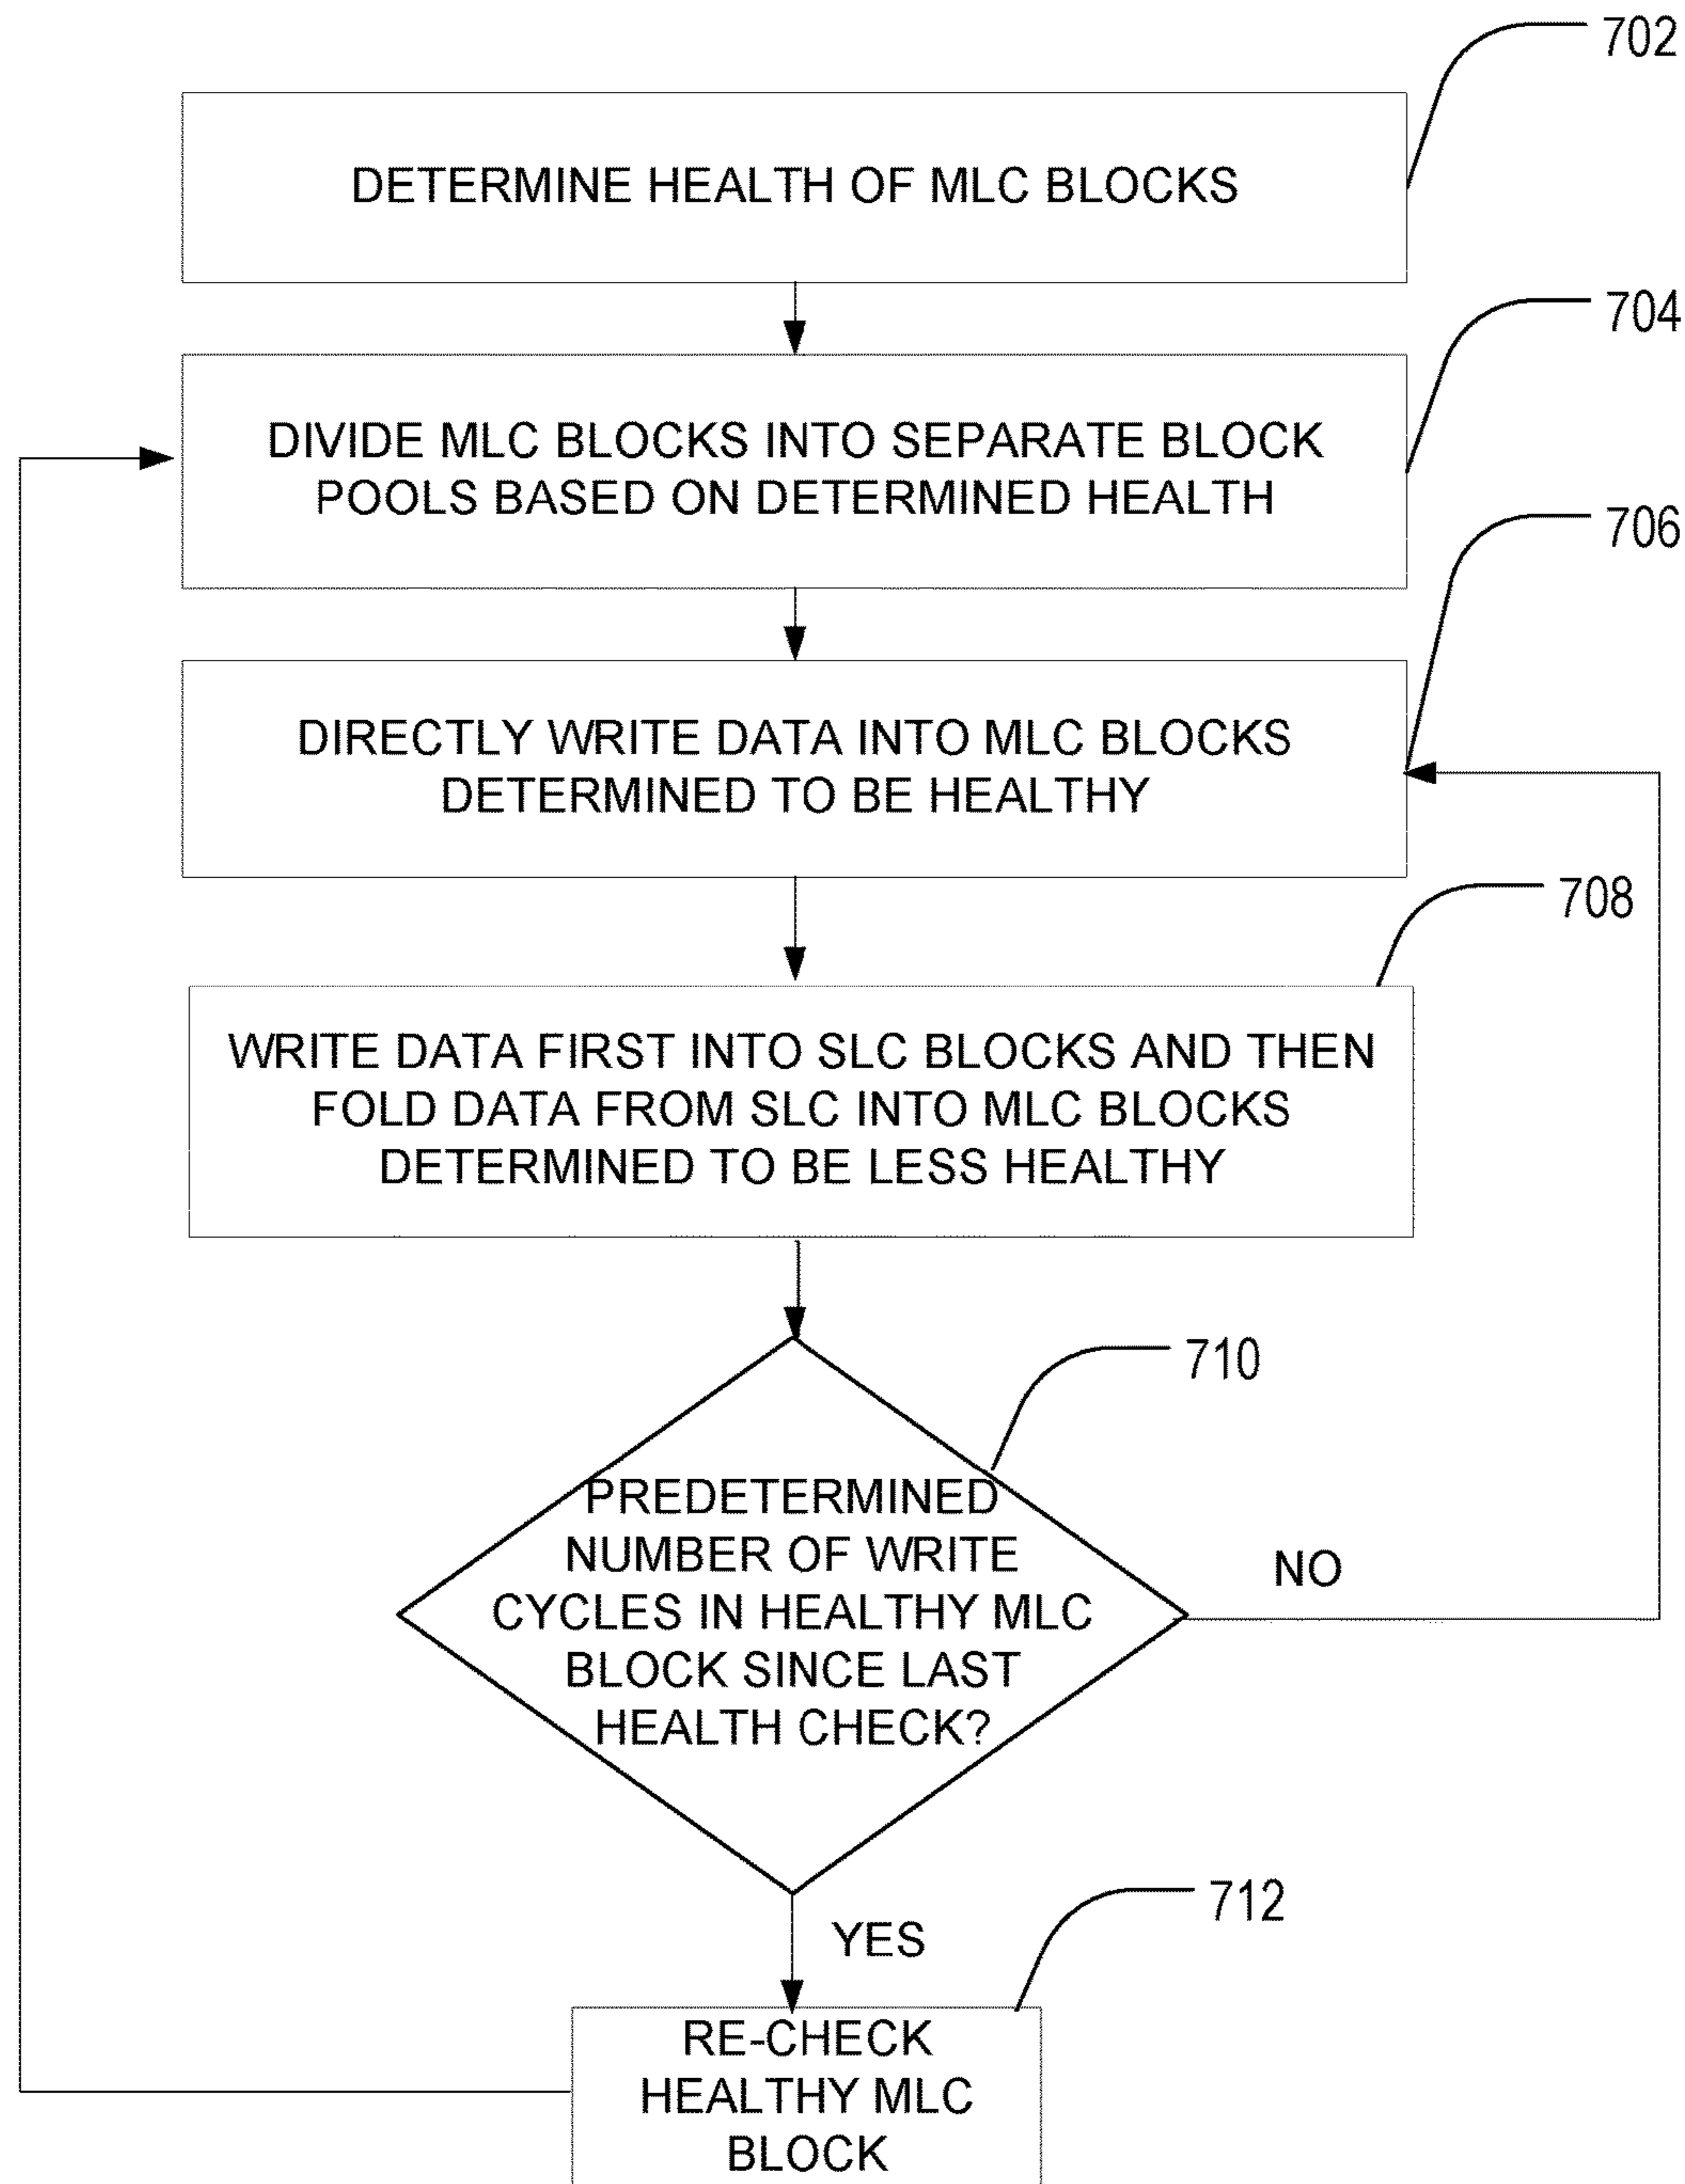 702
DETERMINE HEALTH OF MLC BLOCKS
704
DIVIDE MLC BLOCKS INTO SEPARATE BLOCK
POOLS BASED ON DETERMINED HEALTH
706
DIRECTLY WRITE DATA INTO MLC BLOCKS
DETERMINED TO BE HEALTHY
708
WRITE DATA FIRST INTO SLC BLOCKS AND THEN
FOLD DATA FROM SLC INTO MLC BLOCKS
DETERMINED TO BE LESS HEALTHY
710
PREDETERMINED
NUMBER OF WRITE
CYCLES IN HEALTHY MLC
BLOCK SINCE LAST
HEALTH CHECK?
NO
YES
712
RE-CHECK
HEALTHY MLC
BLOCK